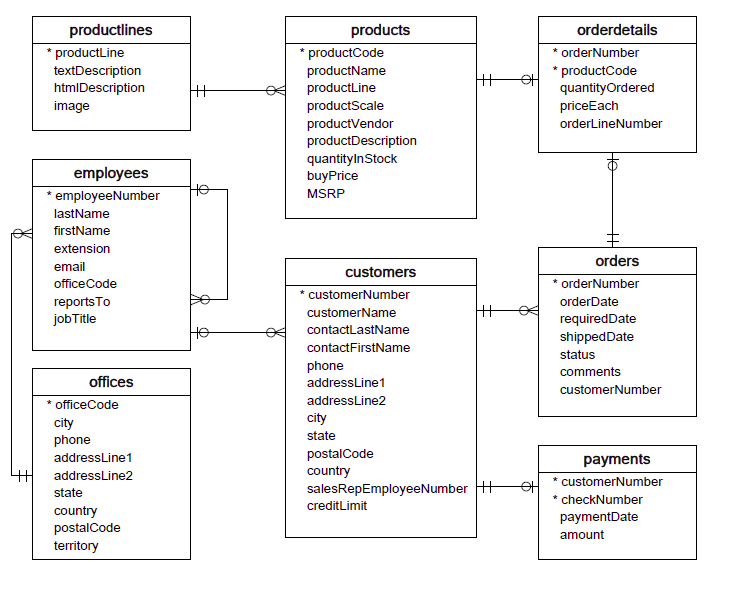 productlines
* productLine
textDescription
htmlDescription
image
products
* productCode
productName
productLine
productScale
productVendor
productDescription
quantityInStock
buyPrice
MSRP
orderdetails
* orderNumber
* productCode
quantityOrdered
priceEach
orderLineNumber
employees
* employeeNumber
lastName
firstName
extension
email
officeCode
reportsTo
jobTitle
customers
* customerNumber
customerName
contactLastName
contactFirstName
phone
addressLine1
addressLine2
city
state
postalCode
country
salesRepEmployeeNumber
creditLimit
orders
* orderNumber
orderDate
requiredDate
shippedDate
status
comments
customerNumber
offices
* officeCode
city
phone
addressLine1
addressLine2
state
country
postalCode
territory
payments
* customerNumber
* checkNumber
paymentDate
amount